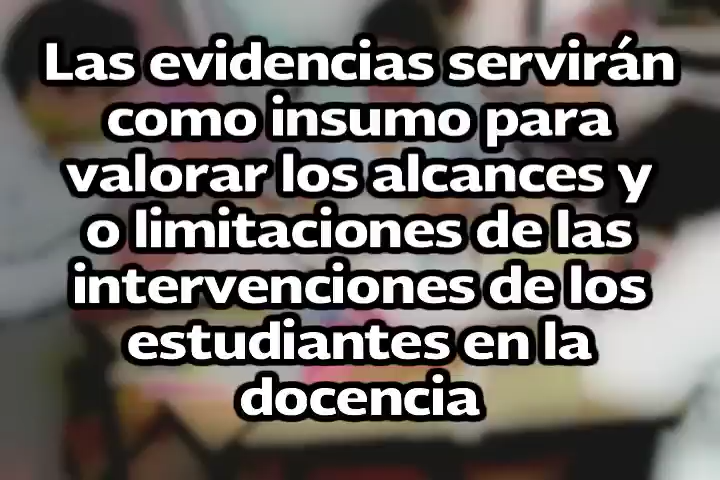 Las evidencias servirán
como insumo para
valorar los alcances y
o limitaciones de las
intervenciones de los
estudiantes en la
docencia